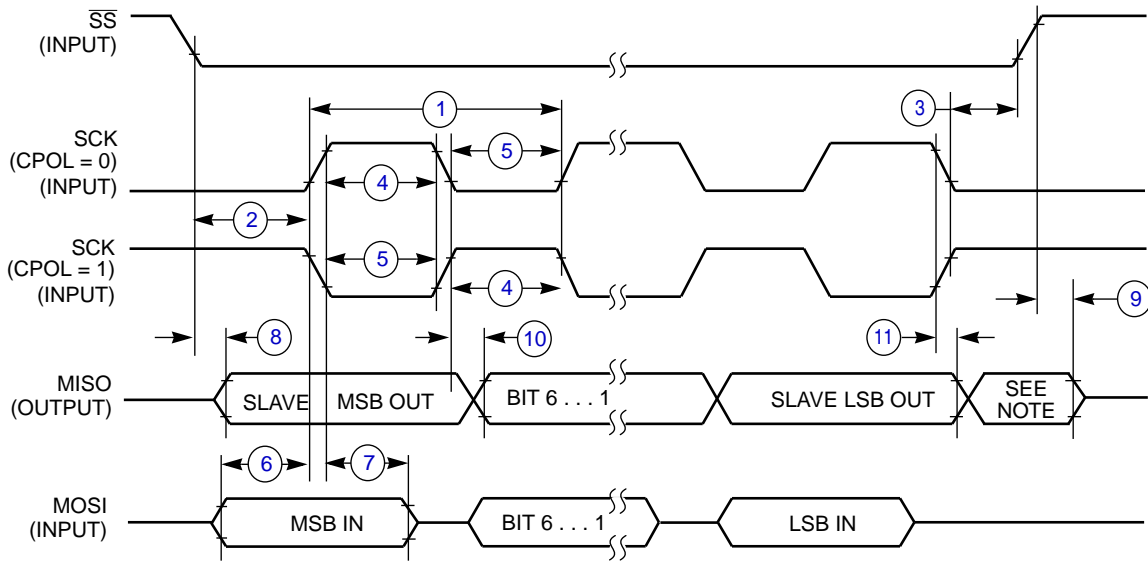 SS
(INPUT)
1
3
SCK
(CPOL = 0)
(INPUT)
5
4
2
SCK
(CPOL = 1)
(INPUT)
5
4
9
8
10
11
MISO
(OUTPUT)
SLAVE
MSB OUT
BIT 6 . . . 1
SLAVE LSB OUT
SEE
NOTE
6
7
MOSI
(INPUT)
MSB IN
BIT 6 . . . 1
LSB IN